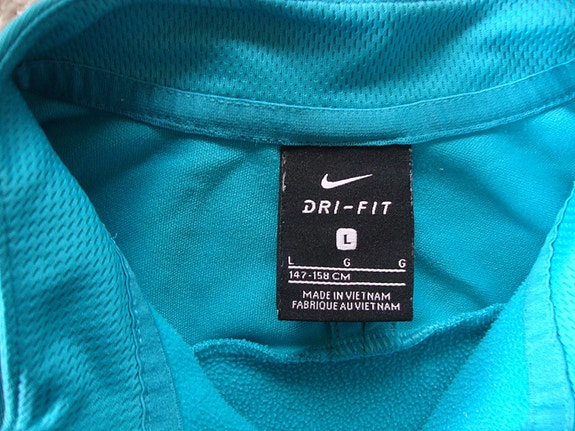 DRI-FIT
L
L G G
147-158 CM
MADE IN VIETNAM
FABRIQUE AU VIETNAM